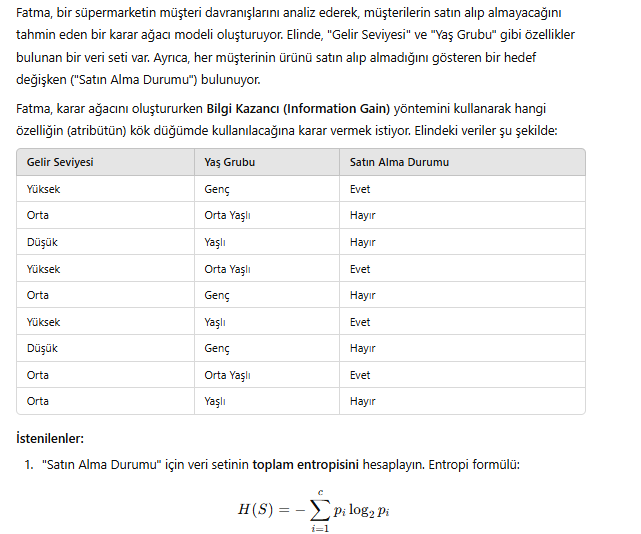 Fatma, bir süpermarketin müşteri davranışlarını analiz ederek, müşterilerin satın alıp almayacağını
tahmin eden bir karar ağacı modeli oluşturuyor. Elinde, "Gelir Seviyesi" ve "Yaş Grubu" gibi özellikler
bulunan bir veri seti var. Ayrıca, her müşterinin ürünü satın alıp almadığını gösteren bir hedef
değişken ("Satın Alma Durumu") bulunuyor.
Fatma, karar ağacını oluştururken Bilgi Kazancı (Information Gain) yöntemini kullanarak hangi
özelliğin (atribütün) kök düğümde kullanılacağına karar vermek istiyor. Elindeki veriler şu şekilde:
Gelir Seviyesi Yaş Grubu Satın Alma Durumu
Yüksek Genç Evet
Orta Orta Yaşlı Hayır
Düşük Yaşlı Hayır
Yüksek Orta Yaşlı Evet
Orta Genç Hayır
Yüksek Yaşlı Evet
Düşük Genç Hayır
Orta Orta Yaşlı Evet
Orta Yaşlı Hayır
İstenilenler:
1. "Satın Alma Durumu" için veri setinin toplam entropisini hesaplayın. Entropi formülü:
H(S) = − ∑_{i=1}^{c} p_i log_2 p_i